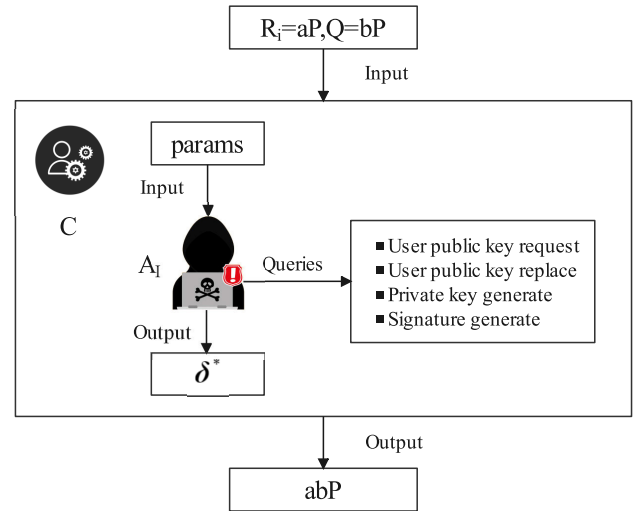 Rᵢ=aP,Q=bP
Input
params
Input
C
A_I
Queries
■ User public key request
■ User public key replace
■ Private key generate
■ Signature generate
Output
δ*
Output
abP